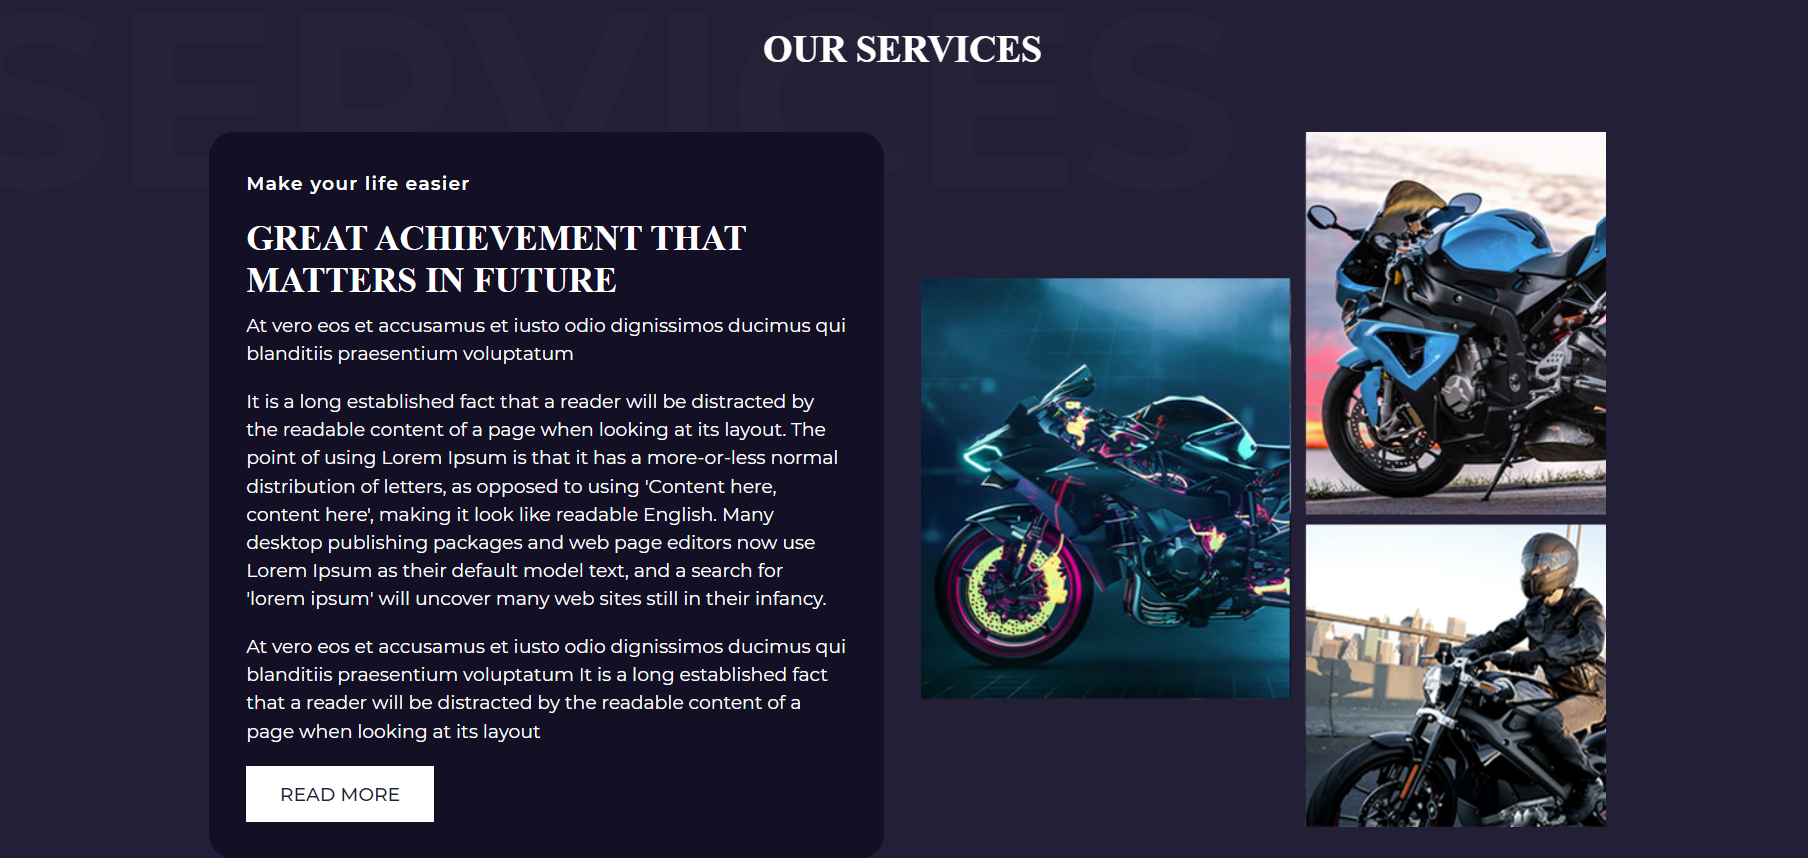 SERVICES
OUR SERVICES
Make your life easier
GREAT ACHIEVEMENT THAT
MATTERS IN FUTURE
At vero eos et accusamus et iusto odio dignissimos ducimus qui
blanditiis praesentium voluptatum
It is a long established fact that a reader will be distracted by
the readable content of a page when looking at its layout. The
point of using Lorem Ipsum is that it has a more-or-less normal
distribution of letters, as opposed to using 'Content here,
content here', making it look like readable English. Many
desktop publishing packages and web page editors now use
Lorem Ipsum as their default model text, and a search for
'lorem ipsum' will uncover many web sites still in their infancy.
At vero eos et accusamus et iusto odio dignissimos ducimus qui
blanditiis praesentium voluptatum It is a long established fact
that a reader will be distracted by the readable content of a
page when looking at its layout
READ MORE